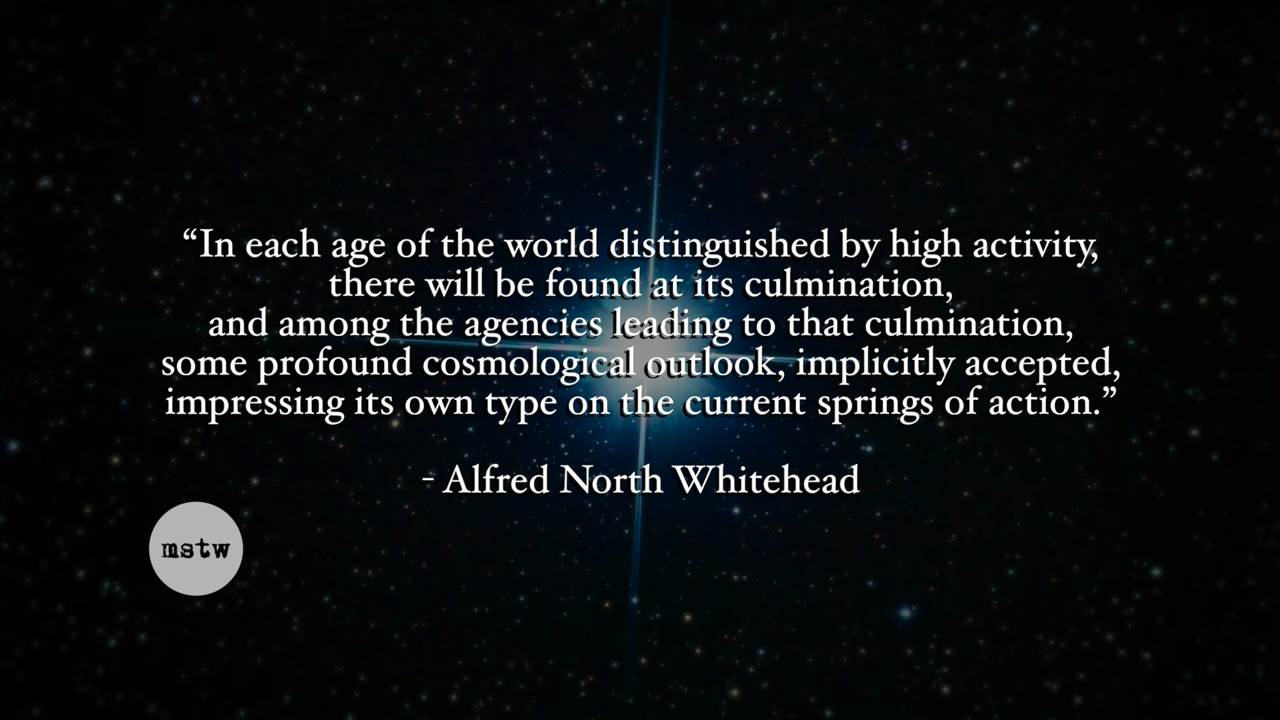 “In each age of the world distinguished by high activity,
there will be found at its culmination,
and among the agencies leading to that culmination,
some profound cosmological outlook, implicitly accepted,
impressing its own type on the current springs of action.”
- Alfred North Whitehead
mstw